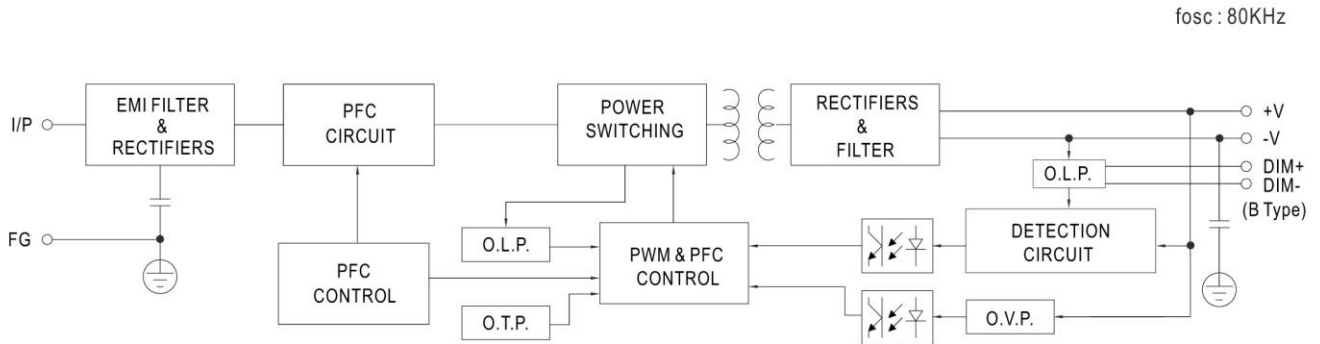 fosc : 80KHz
I/P
EMI FILTER
&
RECTIFIERS
PFC
CIRCUIT
POWER
SWITCHING
RECTIFIERS
&
FILTER
+V
-V
DIM+
DIM-
(B Type)
O.L.P.
FG
O.L.P.
PFC
CONTROL
PWM & PFC
CONTROL
DETECTION
CIRCUIT
O.T.P.
O.V.P.